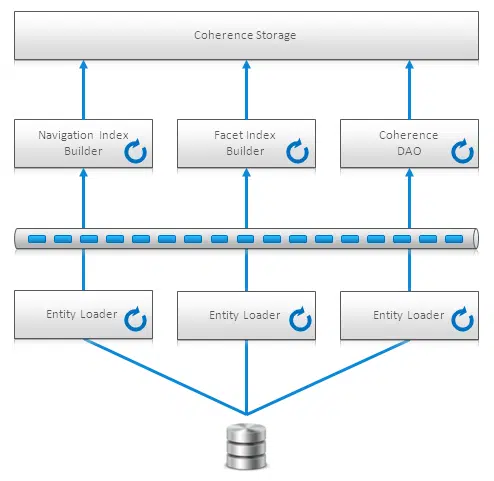 Coherence Storage
Navigation Index
Builder
Facet Index
Builder
Coherence
DAO
Entity Loader
Entity Loader
Entity Loader